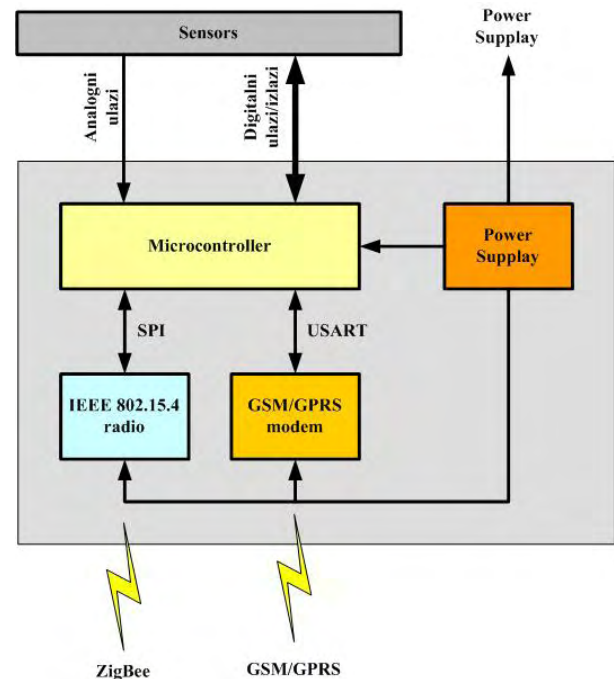 Sensors
Power
Supplay
Analogni
ulazi
Digitalni
ulazi/izlazi
Microcontroller
Power
Supplay
SPI
USART
IEEE 802.15.4
radio
GSM/GPRS
modem
ZigBee
GSM/GPRS